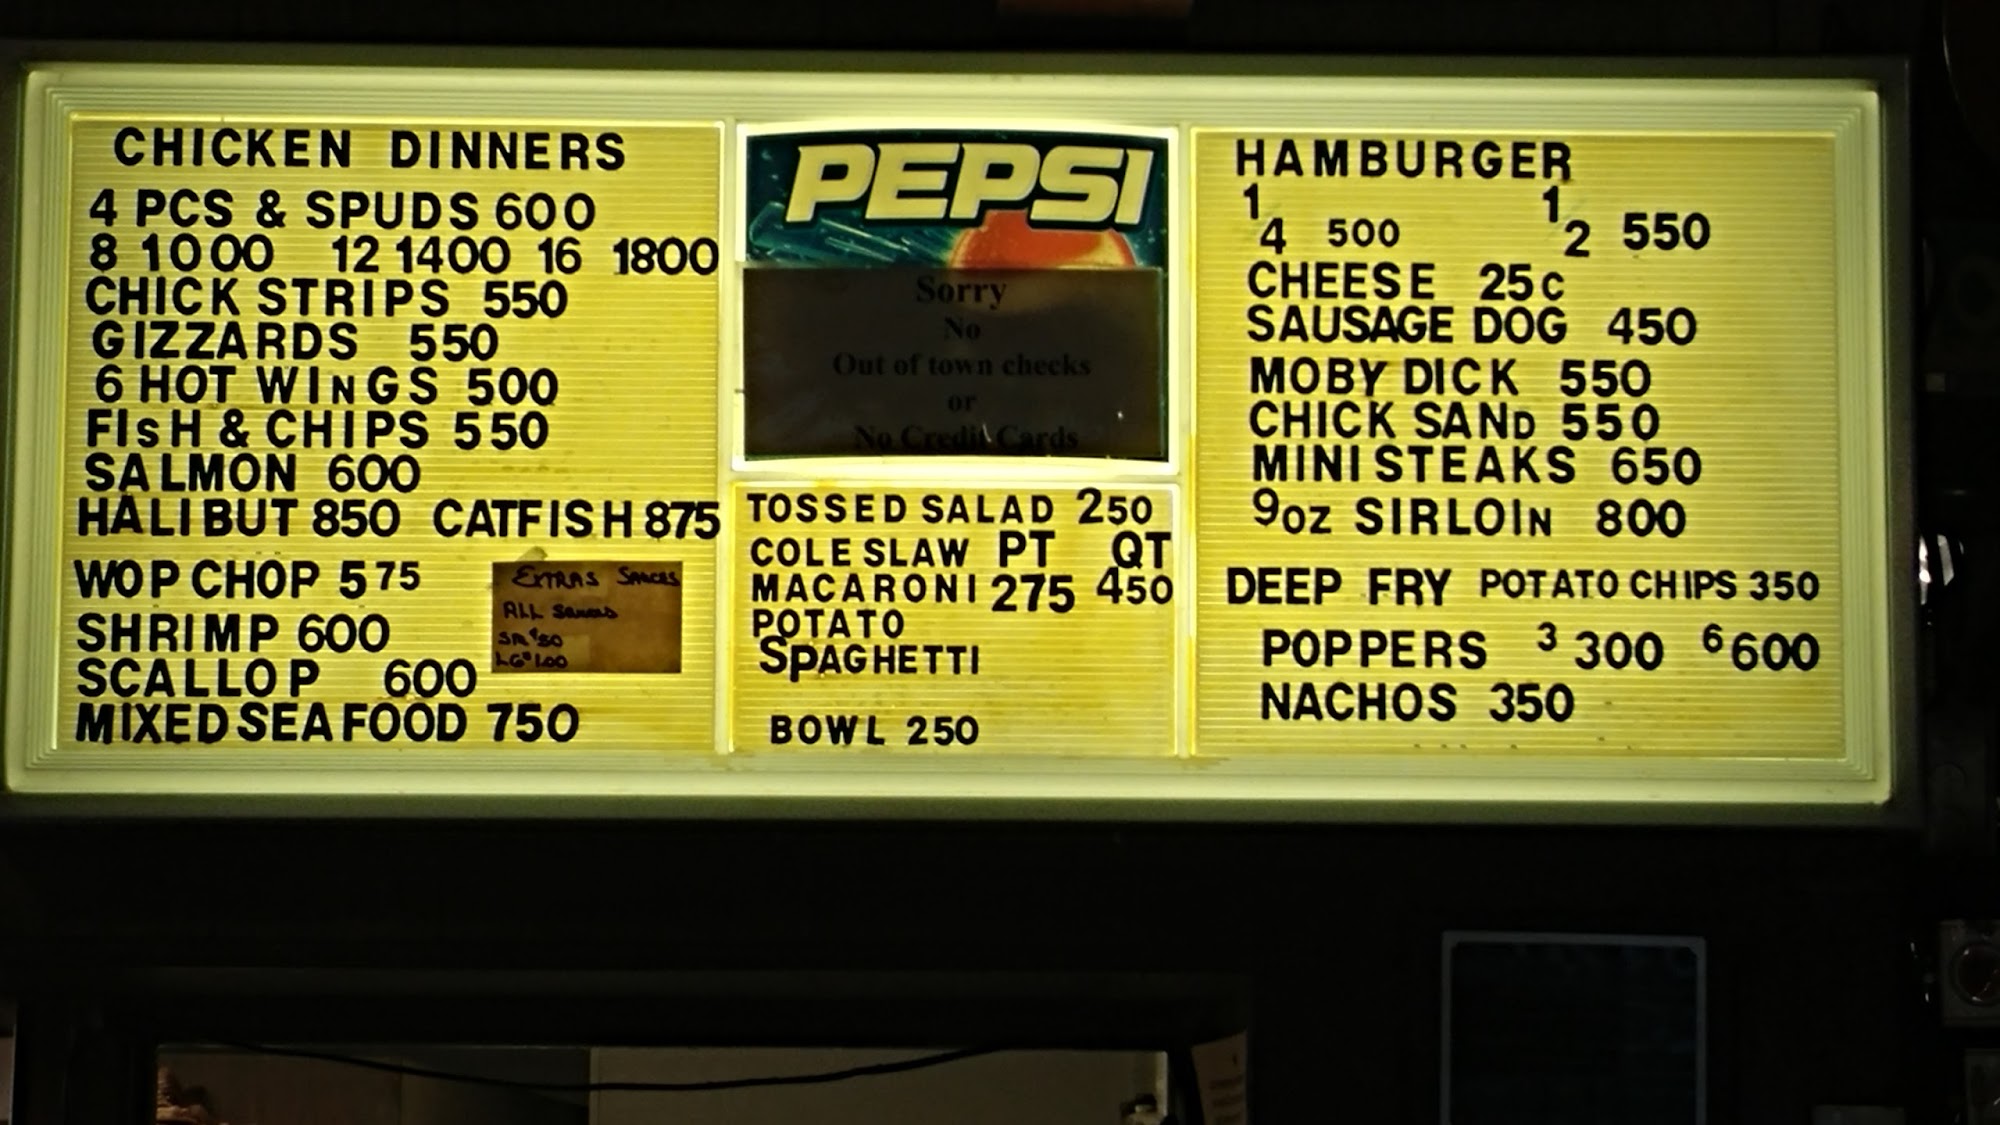 CHICKEN DINNERS
4 PCS & SPUDS 600
8 1000 12 1400 16 1800
CHICK STRIPS 550
GIZZARDS 550
6 HOT WINGS 500
FISH & CHIPS 550
SALMON 600
HALIBUT 850 CATFISH 875
WOP CHOP 575
SHRIMP 600
SCALLOP 600
MIXED SEAFOOD 750
EXTRAS SAUCES
ALL SAUCES
SM $.50
LG $1.00
PEPSI
Sorry
No
Out of town checks
or
No Credit Cards
TOSSED SALAD 250
COLE SLAW PT QT
MACARONI 275 450
POTATO
SPAGHETTI
BOWL 250
HAMBURGER
1/4 500 1/2 550
CHEESE 25c
SAUSAGE DOG 450
MOBY DICK 550
CHICK SAND 550
MINI STEAKS 650
9oz SIRLOIN 800
DEEP FRY POTATO CHIPS 350
POPPERS 3 300 6 600
NACHOS 350